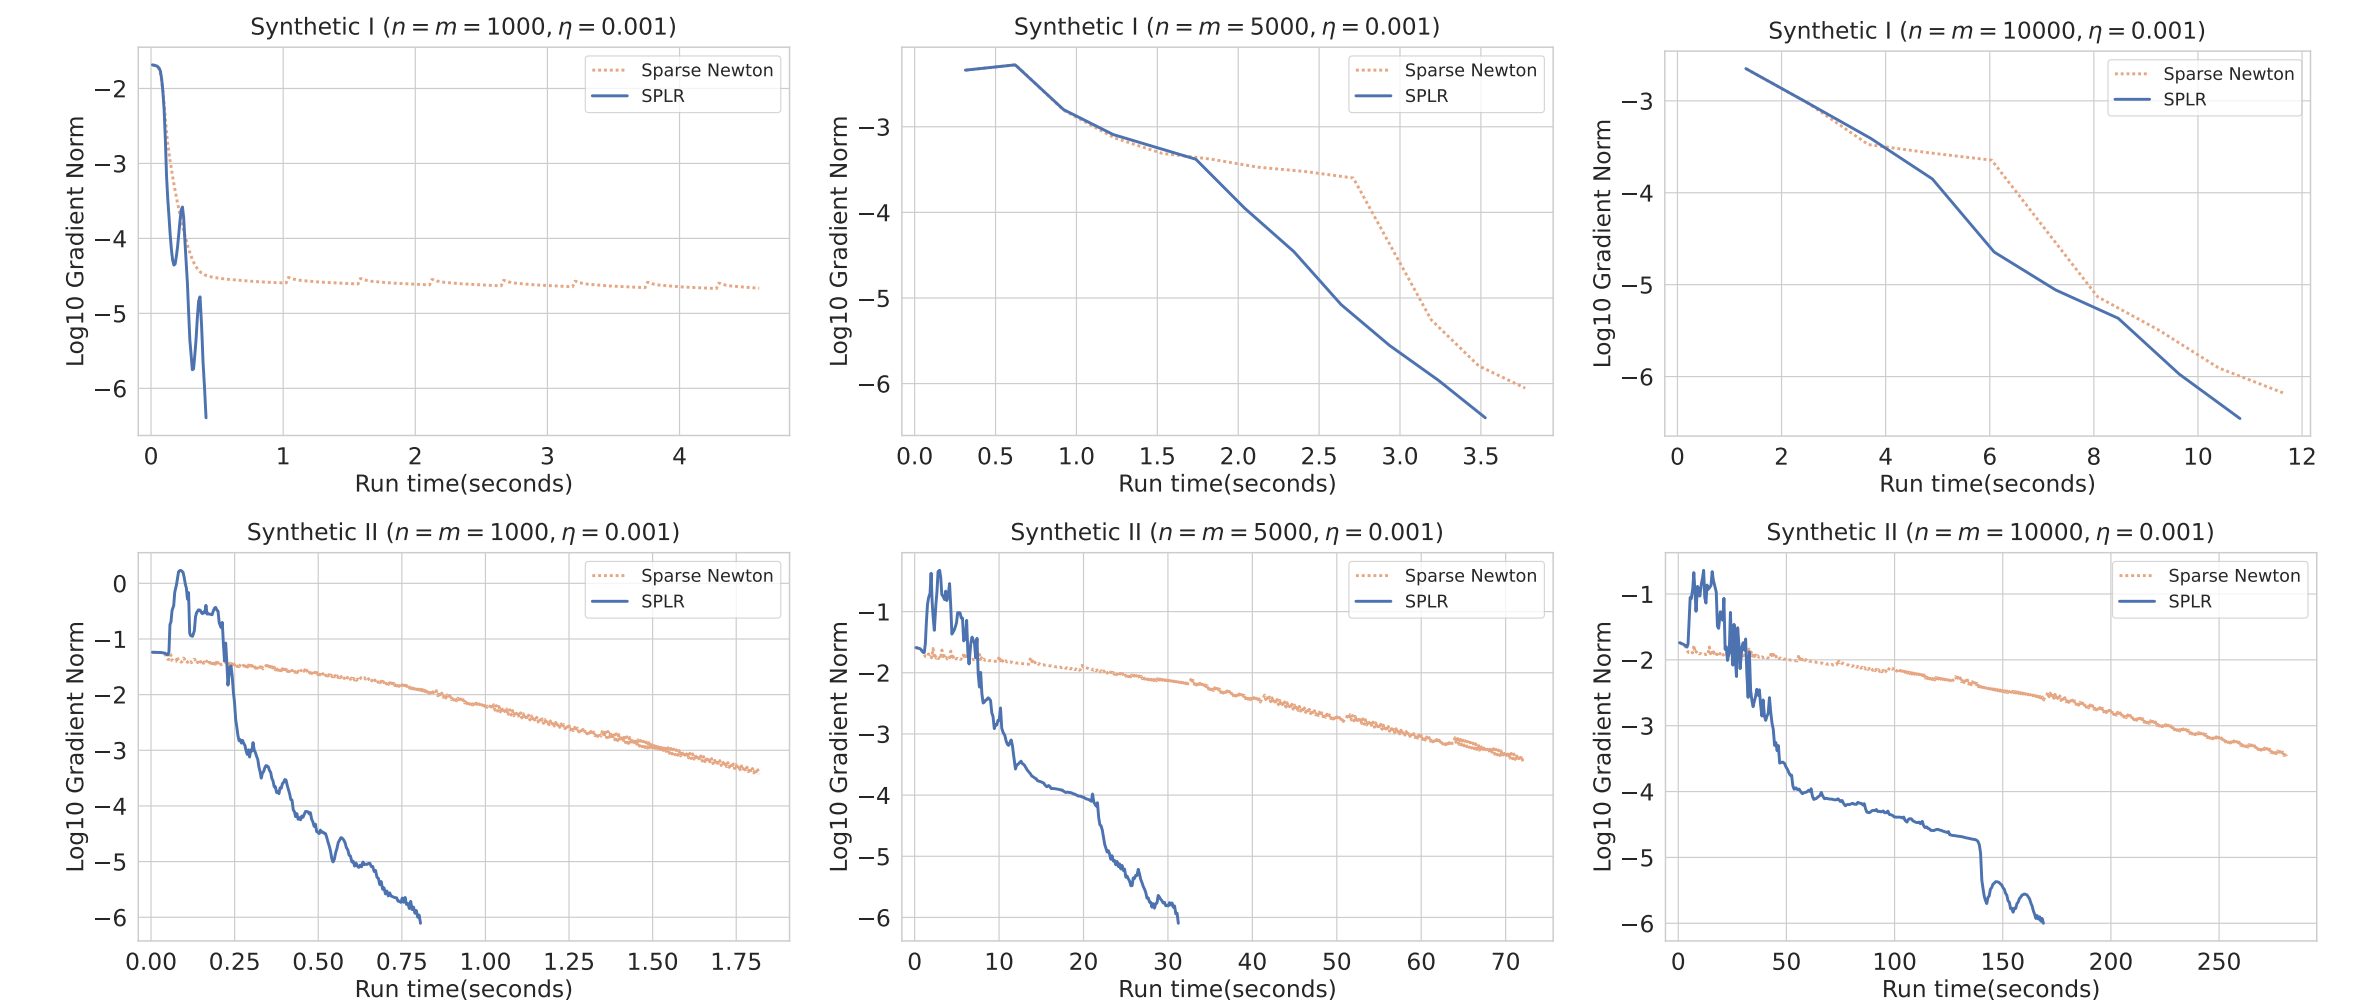 Synthetic I (n = m = 1000, η = 0.001)
Log10 Gradient Norm
−2
−3
−4
−5
−6
Sparse Newton
SPLR
0 1 2 3 4
Run time(seconds)
Synthetic I (n = m = 5000, η = 0.001)
Log10 Gradient Norm
−3
−4
−5
−6
Sparse Newton
SPLR
0.0 0.5 1.0 1.5 2.0 2.5 3.0 3.5
Run time(seconds)
Synthetic I (n = m = 10000, η = 0.001)
Log10 Gradient Norm
−3
−4
−5
−6
Sparse Newton
SPLR
0 2 4 6 8 10 12
Run time(seconds)
Synthetic II (n = m = 1000, η = 0.001)
Log10 Gradient Norm
0
−1
−2
−3
−4
−5
−6
Sparse Newton
SPLR
0.00 0.25 0.50 0.75 1.00 1.25 1.50 1.75
Run time(seconds)
Synthetic II (n = m = 5000, η = 0.001)
Log10 Gradient Norm
−1
−2
−3
−4
−5
−6
Sparse Newton
SPLR
0 10 20 30 40 50 60 70
Run time(seconds)
Synthetic II (n = m = 10000, η = 0.001)
Log10 Gradient Norm
−1
−2
−3
−4
−5
−6
Sparse Newton
SPLR
0 50 100 150 200 250
Run time(seconds)